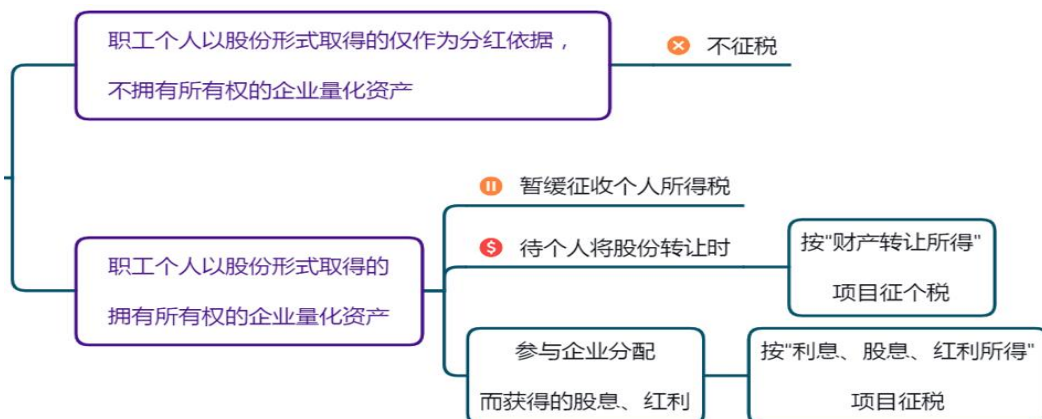 职工个人以股份形式取得的仅作为分红依据，
不拥有所有权的企业量化资产
不征税
职工个人以股份形式取得的
拥有所有权的企业量化资产
暂缓征收个人所得税
待个人将股份转让时
按"财产转让所得"
项目征个税
参与企业分配
而获得的股息、红利
按"利息、股息、红利所得"
项目征税